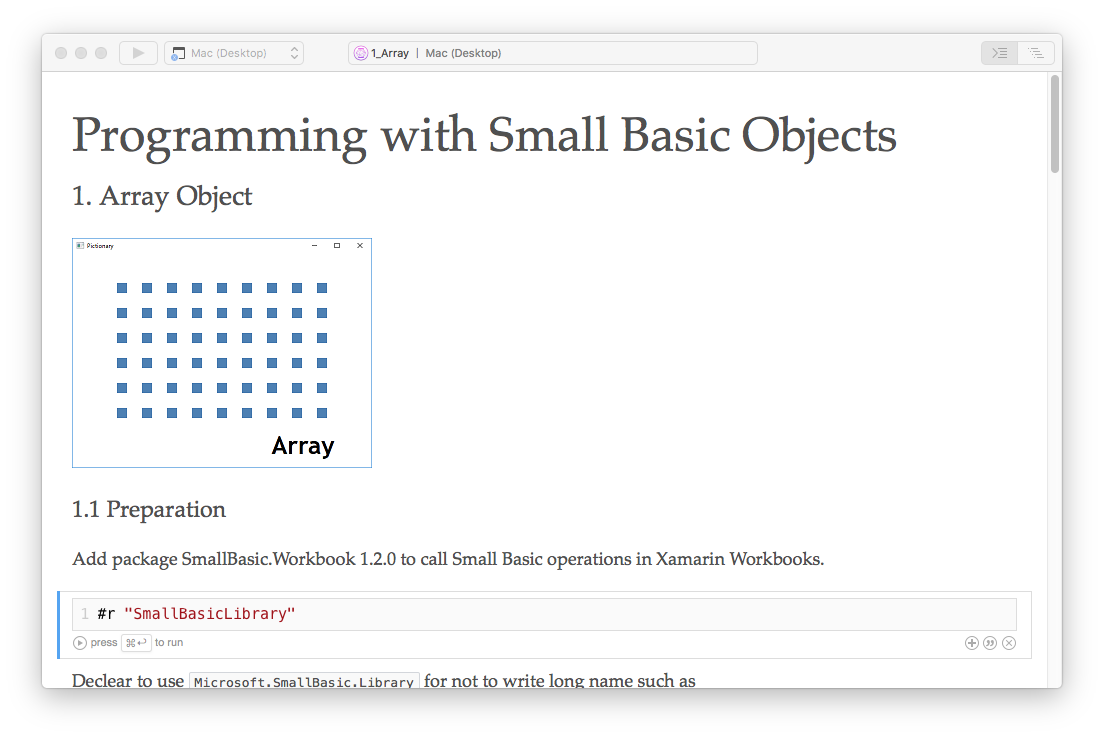 Mac (Desktop)
1_Array | Mac (Desktop)
Programming with Small Basic Objects
1. Array Object
Pictionary
Array
1.1 Preparation
Add package SmallBasic.Workbook 1.2.0 to call Small Basic operations in Xamarin Workbooks.
1 #r "SmallBasicLibrary"
press ⌘↩ to run
Declear to use Microsoft.SmallBasic.Library for not to write long name such as